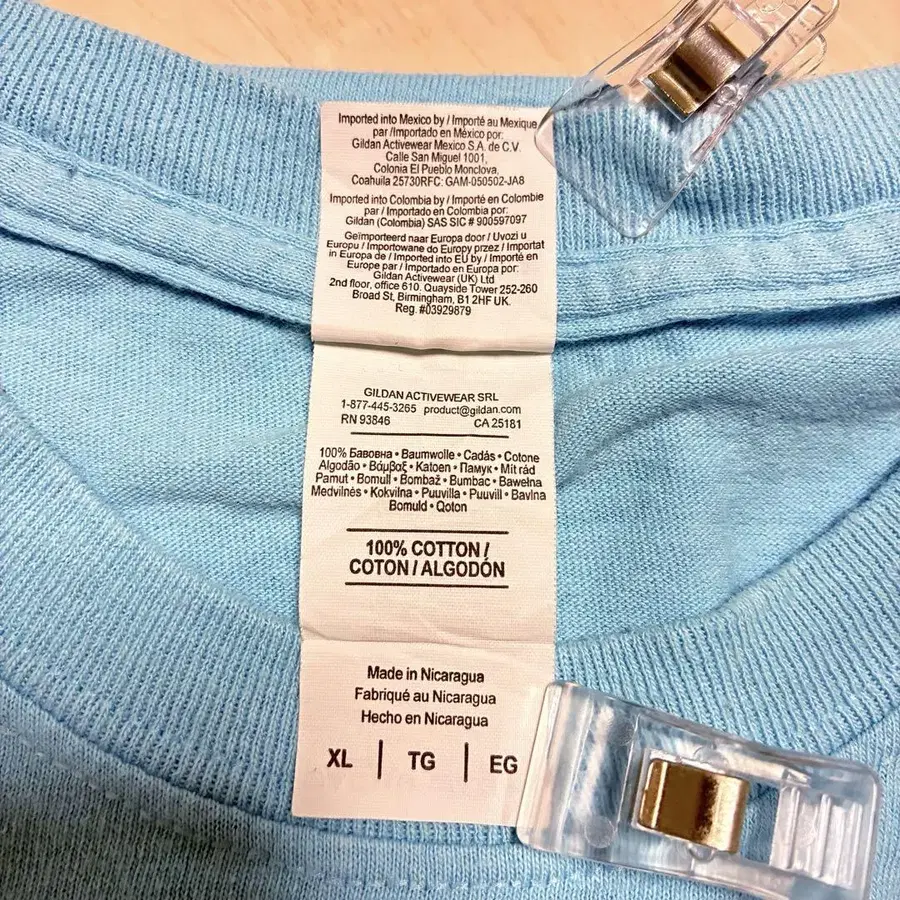 Imported into Mexico by / Importé au Mexique
par /Importado en México por:
Gildan Activewear Mexico S.A. de C.V.
Calle San Miguel 1001,
Colonia El Pueblo Monclova,
Coahuila 25730RFC: GAM-050502-JA8
Imported into Colombia by / Importé en Colombie
par / Importado en Colombia por:
Gildan (Colombia) SAS SIC # 900597097
Geïmporteerd naar Europa door / Uvozi u
Europu / Importowane do Europy przez / Importat
in Europa de / Imported into EU by / Importé en
Europe par / Importado en Europa por:
Gildan Activewear (UK) Ltd
2nd floor, office 610. Quayside Tower 252-260
Broad St, Birmingham, B1 2HF UK.
Reg. #03929879
GILDAN ACTIVEWEAR SRL
1-877-445-3265 product@gildan.com
RN 93846 CA 25181
100% Бавовна • Baumwolle • Cadás • Cotone
Algodão • Βάμβαξ • Katoen • Памук • Mit rád
Pamut • Bomull • Bombaž • Bumbac • Bawełna
Medvilnės • Kokvilna • Puuvilla • Puuvill • Bavlna
Bomuld • Qoton
100% COTTON /
COTON / ALGODÓN
Made in Nicaragua
Fabriqué au Nicaragua
Hecho en Nicaragua
XL | TG | EG